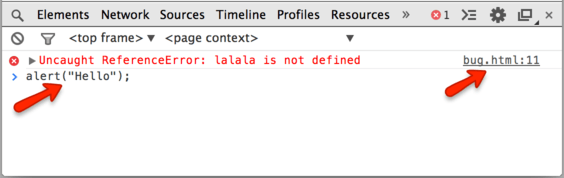 Elements Network Sources Timeline Profiles Resources » 1
<top frame> ▼ <page context> ▼
▶ Uncaught ReferenceError: lalala is not defined bug.html:11
> alert("Hello");